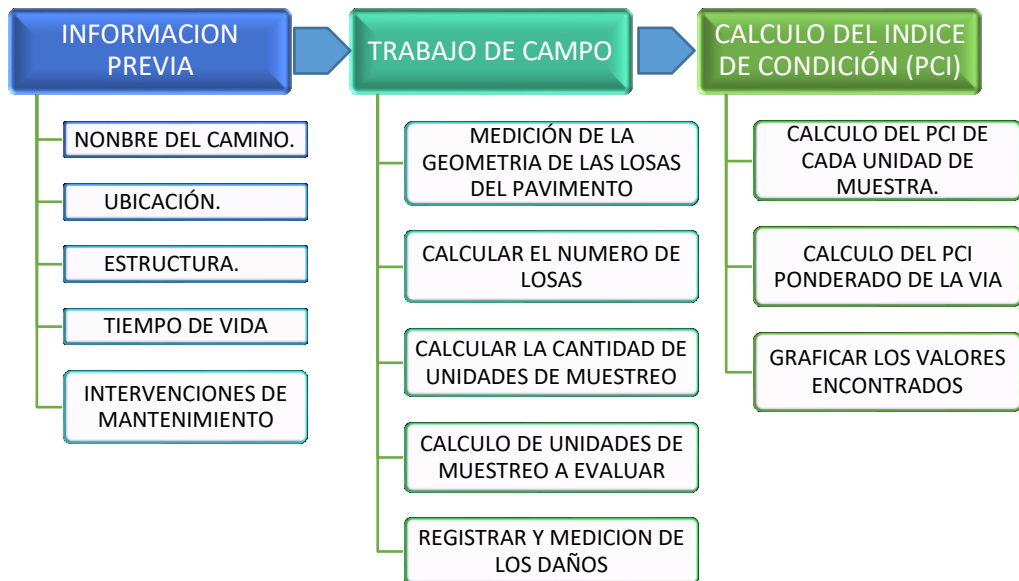 INFORMACION
PREVIA
NONBRE DEL CAMINO.
UBICACIÓN.
ESTRUCTURA.
TIEMPO DE VIDA
INTERVENCIONES DE
MANTENIMIENTO
TRABAJO DE CAMPO
MEDICIÓN DE LA
GEOMETRIA DE LAS LOSAS
DEL PAVIMENTO
CALCULAR EL NUMERO DE
LOSAS
CALCULAR LA CANTIDAD DE
UNIDADES DE MUESTREO
CALCULO DE UNIDADES DE
MUESTREO A EVALUAR
REGISTRAR Y MEDICION DE
LOS DAÑOS
CALCULO DEL INDICE
DE CONDICIÓN (PCI)
CALCULO DEL PCI DE
CADA UNIDAD DE
MUESTRA.
CALCULO DEL PCI
PONDERADO DE LA VIA
GRAFICAR LOS VALORES
ENCONTRADOS